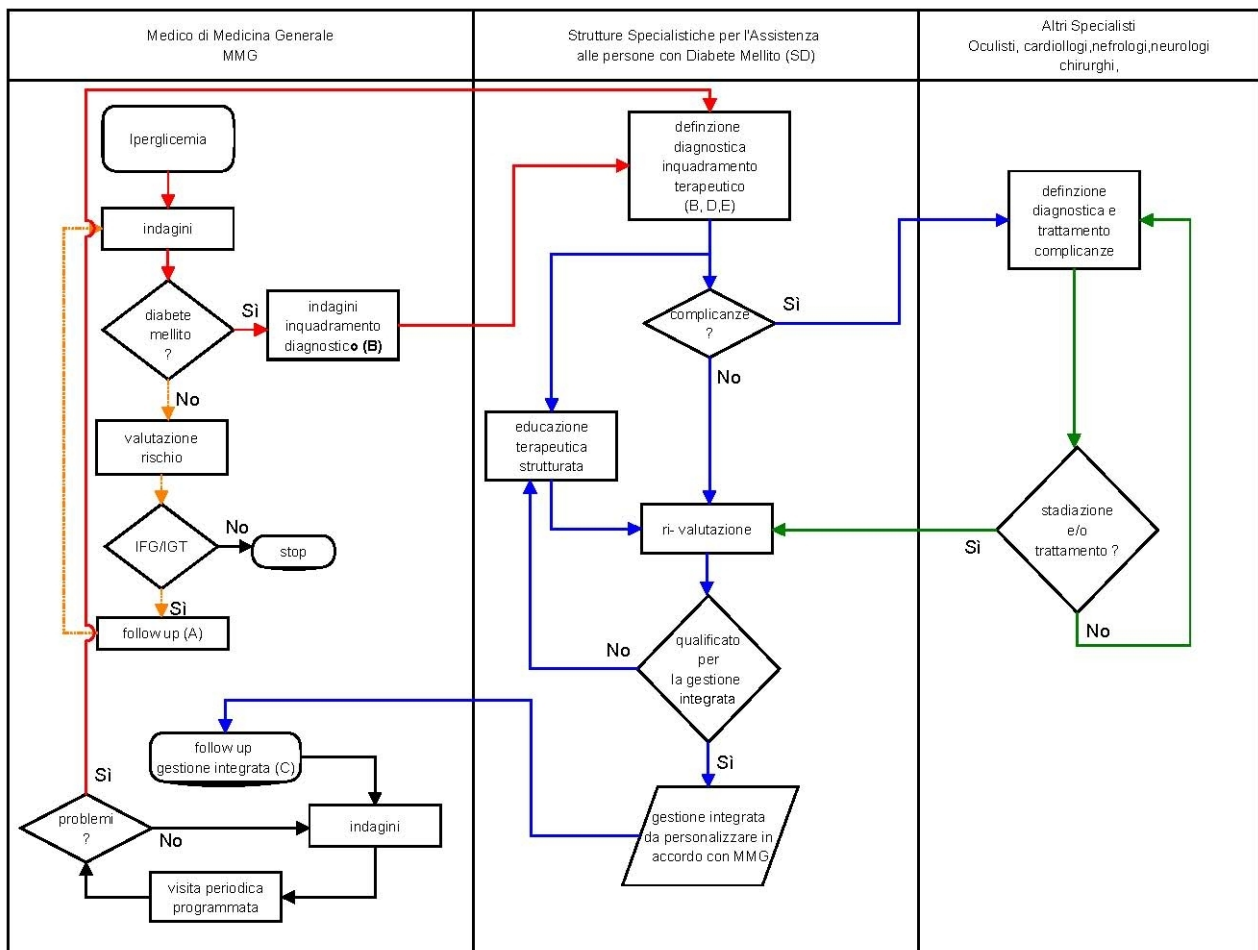 Medico di Medicina Generale
MMG
Strutture Specialistiche per l'Assistenza
alle persone con Diabete Mellito (SD)
Altri Specialisti
Oculisti, cardiollogi,nefrologi,neurologi
chirurghi,
Iperglicemia
indagini
diabete
mellito
?
Sì
indagini
inquadramento
diagnostico (B)
No
valutazione
rischio
IFG/IGT
No
stop
Sì
follow up (A)
follow up
gestione integrata (C)
Sì
problemi
?
No
indagini
visita periodica
programmata
definzione
diagnostica
inquadramento
terapeutico
(B, D,E)
complicanze
?
Sì
No
educazione
terapeutica
strutturata
ri- valutazione
qualificato
per
la gestione
integrata
No
Sì
gestione integrata
da personalizzare in
accordo con MMG
definzione
diagnostica e
trattamento
complicanze
stadiazione
e/o
trattamento ?
Sì
No